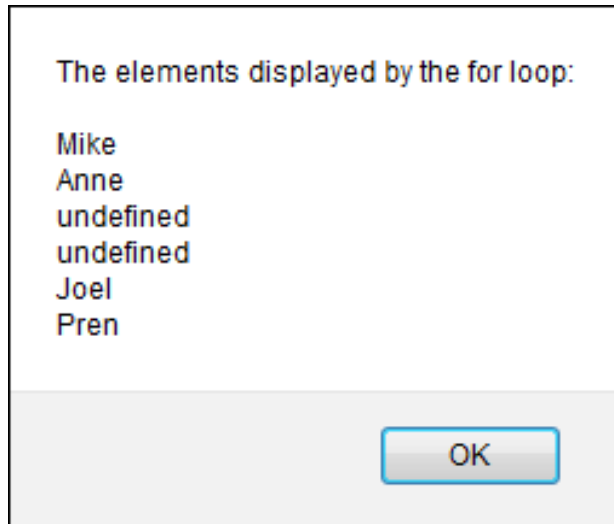 The elements displayed by the for loop:
Mike
Anne
undefined
undefined
Joel
Pren
OK